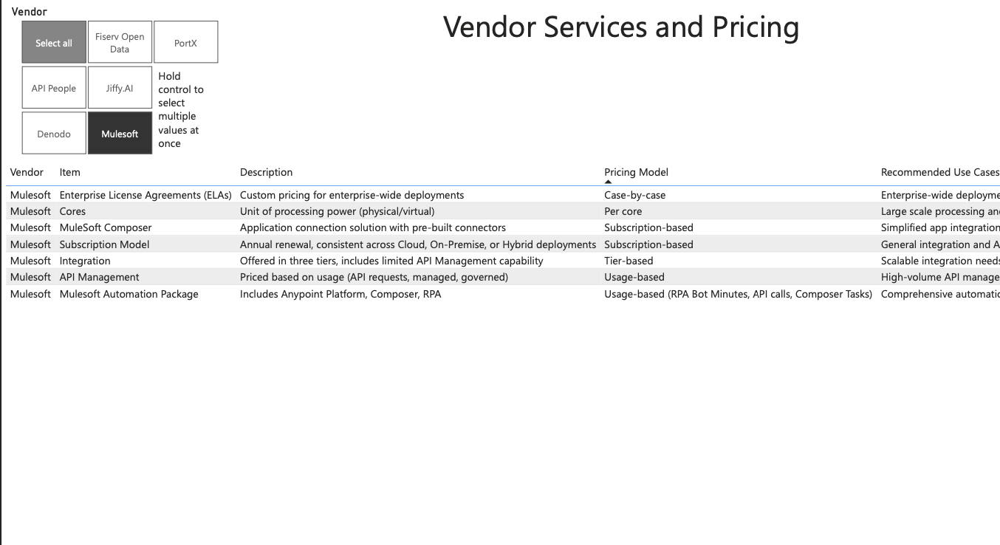 Vendor
Vendor Services and Pricing
Select all
Fiserv Open
Data
PortX
API People
Jiffy.AI
Hold
control to
select
multiple
values at
once
Denodo
Mulesoft
Vendor Item Description Pricing Model Recommended Use Cases
Mulesoft Enterprise License Agreements (ELAs) Custom pricing for enterprise-wide deployments Case-by-case Enterprise-wide deployme
Mulesoft Cores Unit of processing power (physical/virtual) Per core Large scale processing an
Mulesoft MuleSoft Composer Application connection solution with pre-built connectors Subscription-based Simplified app integration
Mulesoft Subscription Model Annual renewal, consistent across Cloud, On-Premise, or Hybrid deployments Subscription-based General integration and A
Mulesoft Integration Offered in three tiers, includes limited API Management capability Tier-based Scalable integration needs
Mulesoft API Management Priced based on usage (API requests, managed, governed) Usage-based High-volume API manage
Mulesoft Mulesoft Automation Package Includes Anypoint Platform, Composer, RPA Usage-based (RPA Bot Minutes, API calls, Composer Tasks) Comprehensive automatio